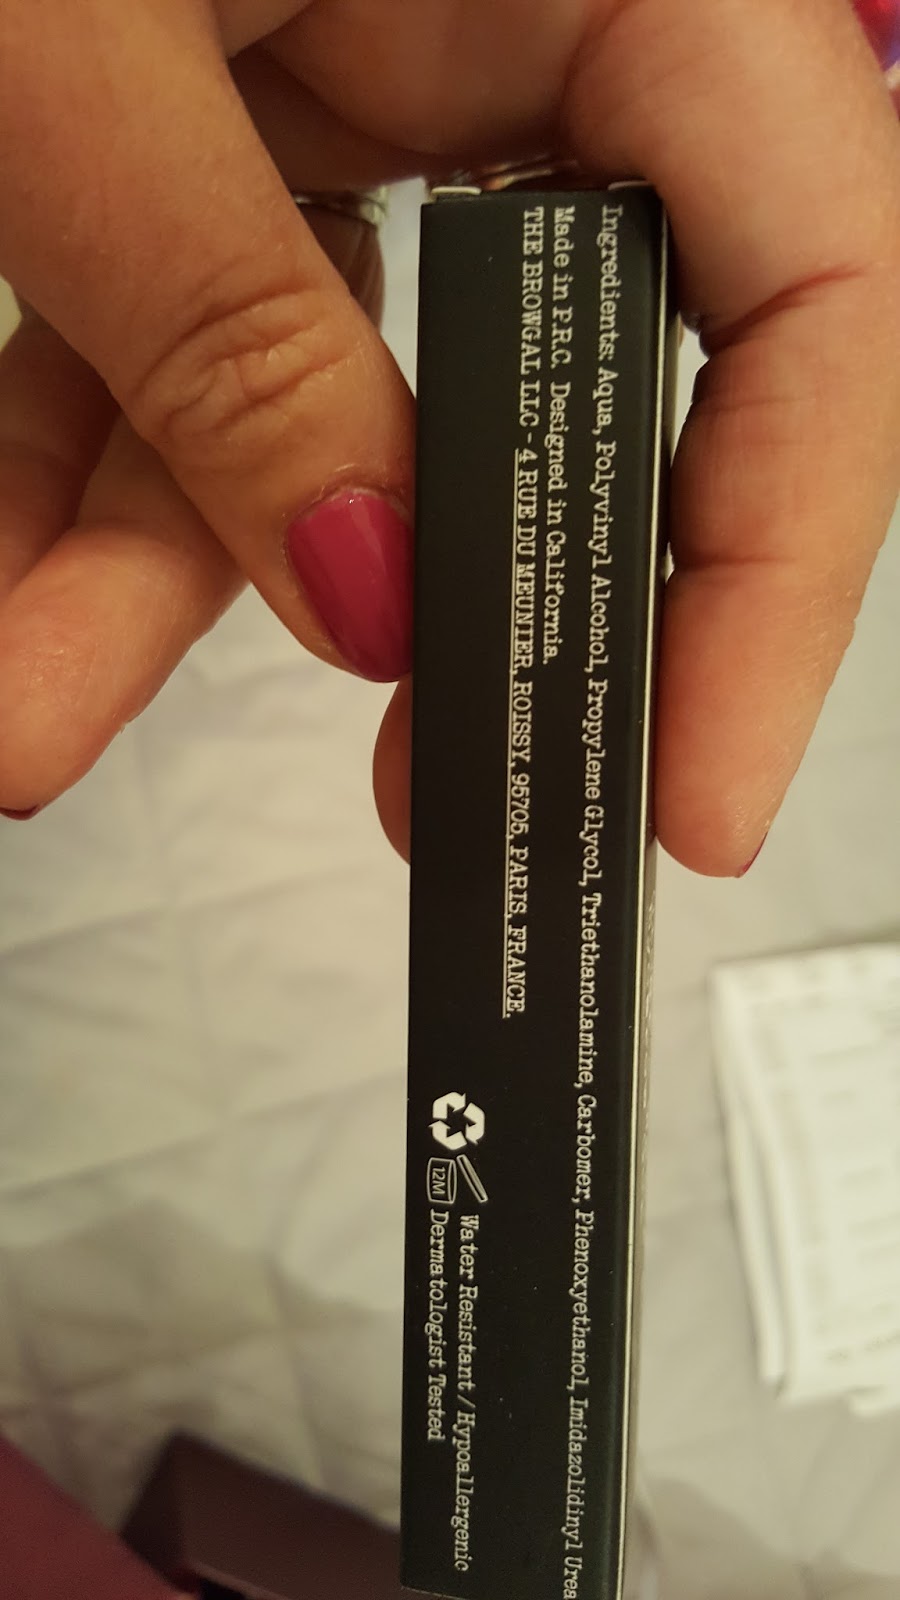 Ingredients: Aqua, Polyvinyl Alcohol, Propylene Glycol, Triethanolamine, Carbomer, Phenoxyethanol, Imidazolidinyl Urea
Made in P.R.C. Designed in California.
THE BROWGAL LLC - 4 RUE DU MEUNIER, ROISSY, 95705, PARIS, FRANCE.
12M
Water Resistant / Hypoallergenic
Dermatologist Tested